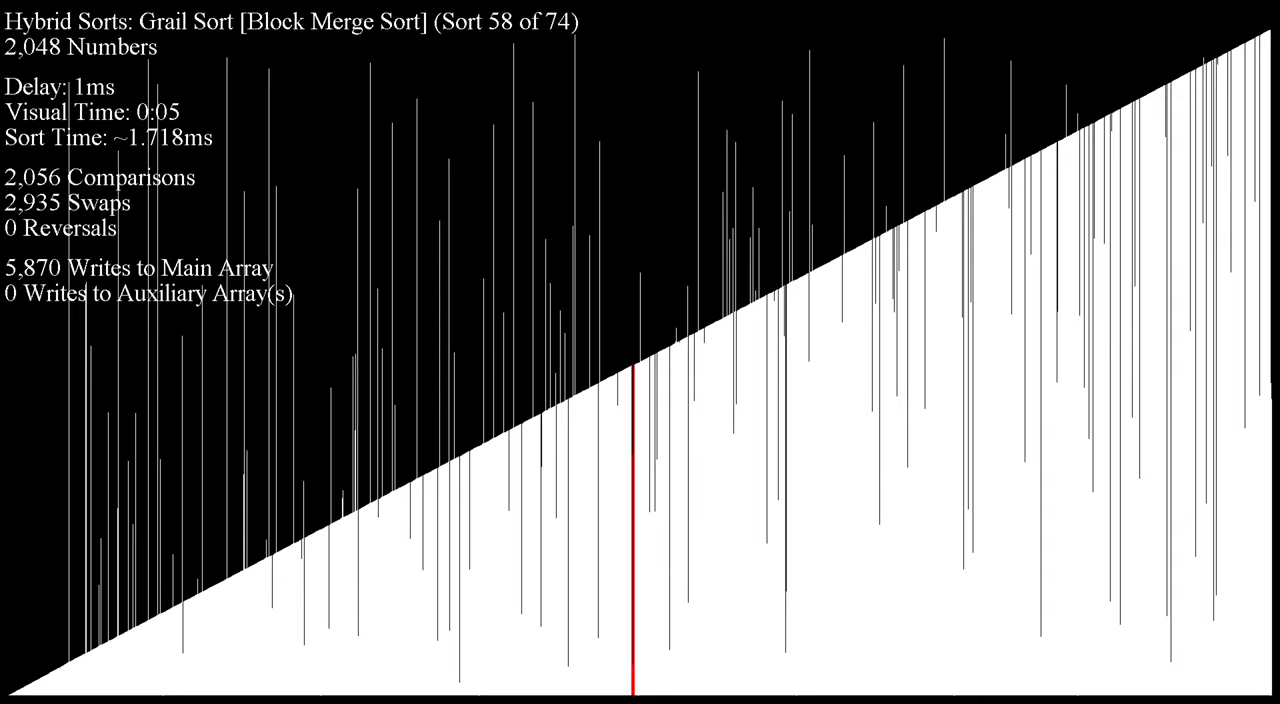 Hybrid Sorts: Grail Sort [Block Merge Sort] (Sort 58 of 74)
2,048 Numbers
Delay: 1ms
Visual Time: 0:05
Sort Time: ~1.718ms
2,056 Comparisons
2,935 Swaps
0 Reversals
5,870 Writes to Main Array
0 Writes to Auxiliary Array(s)